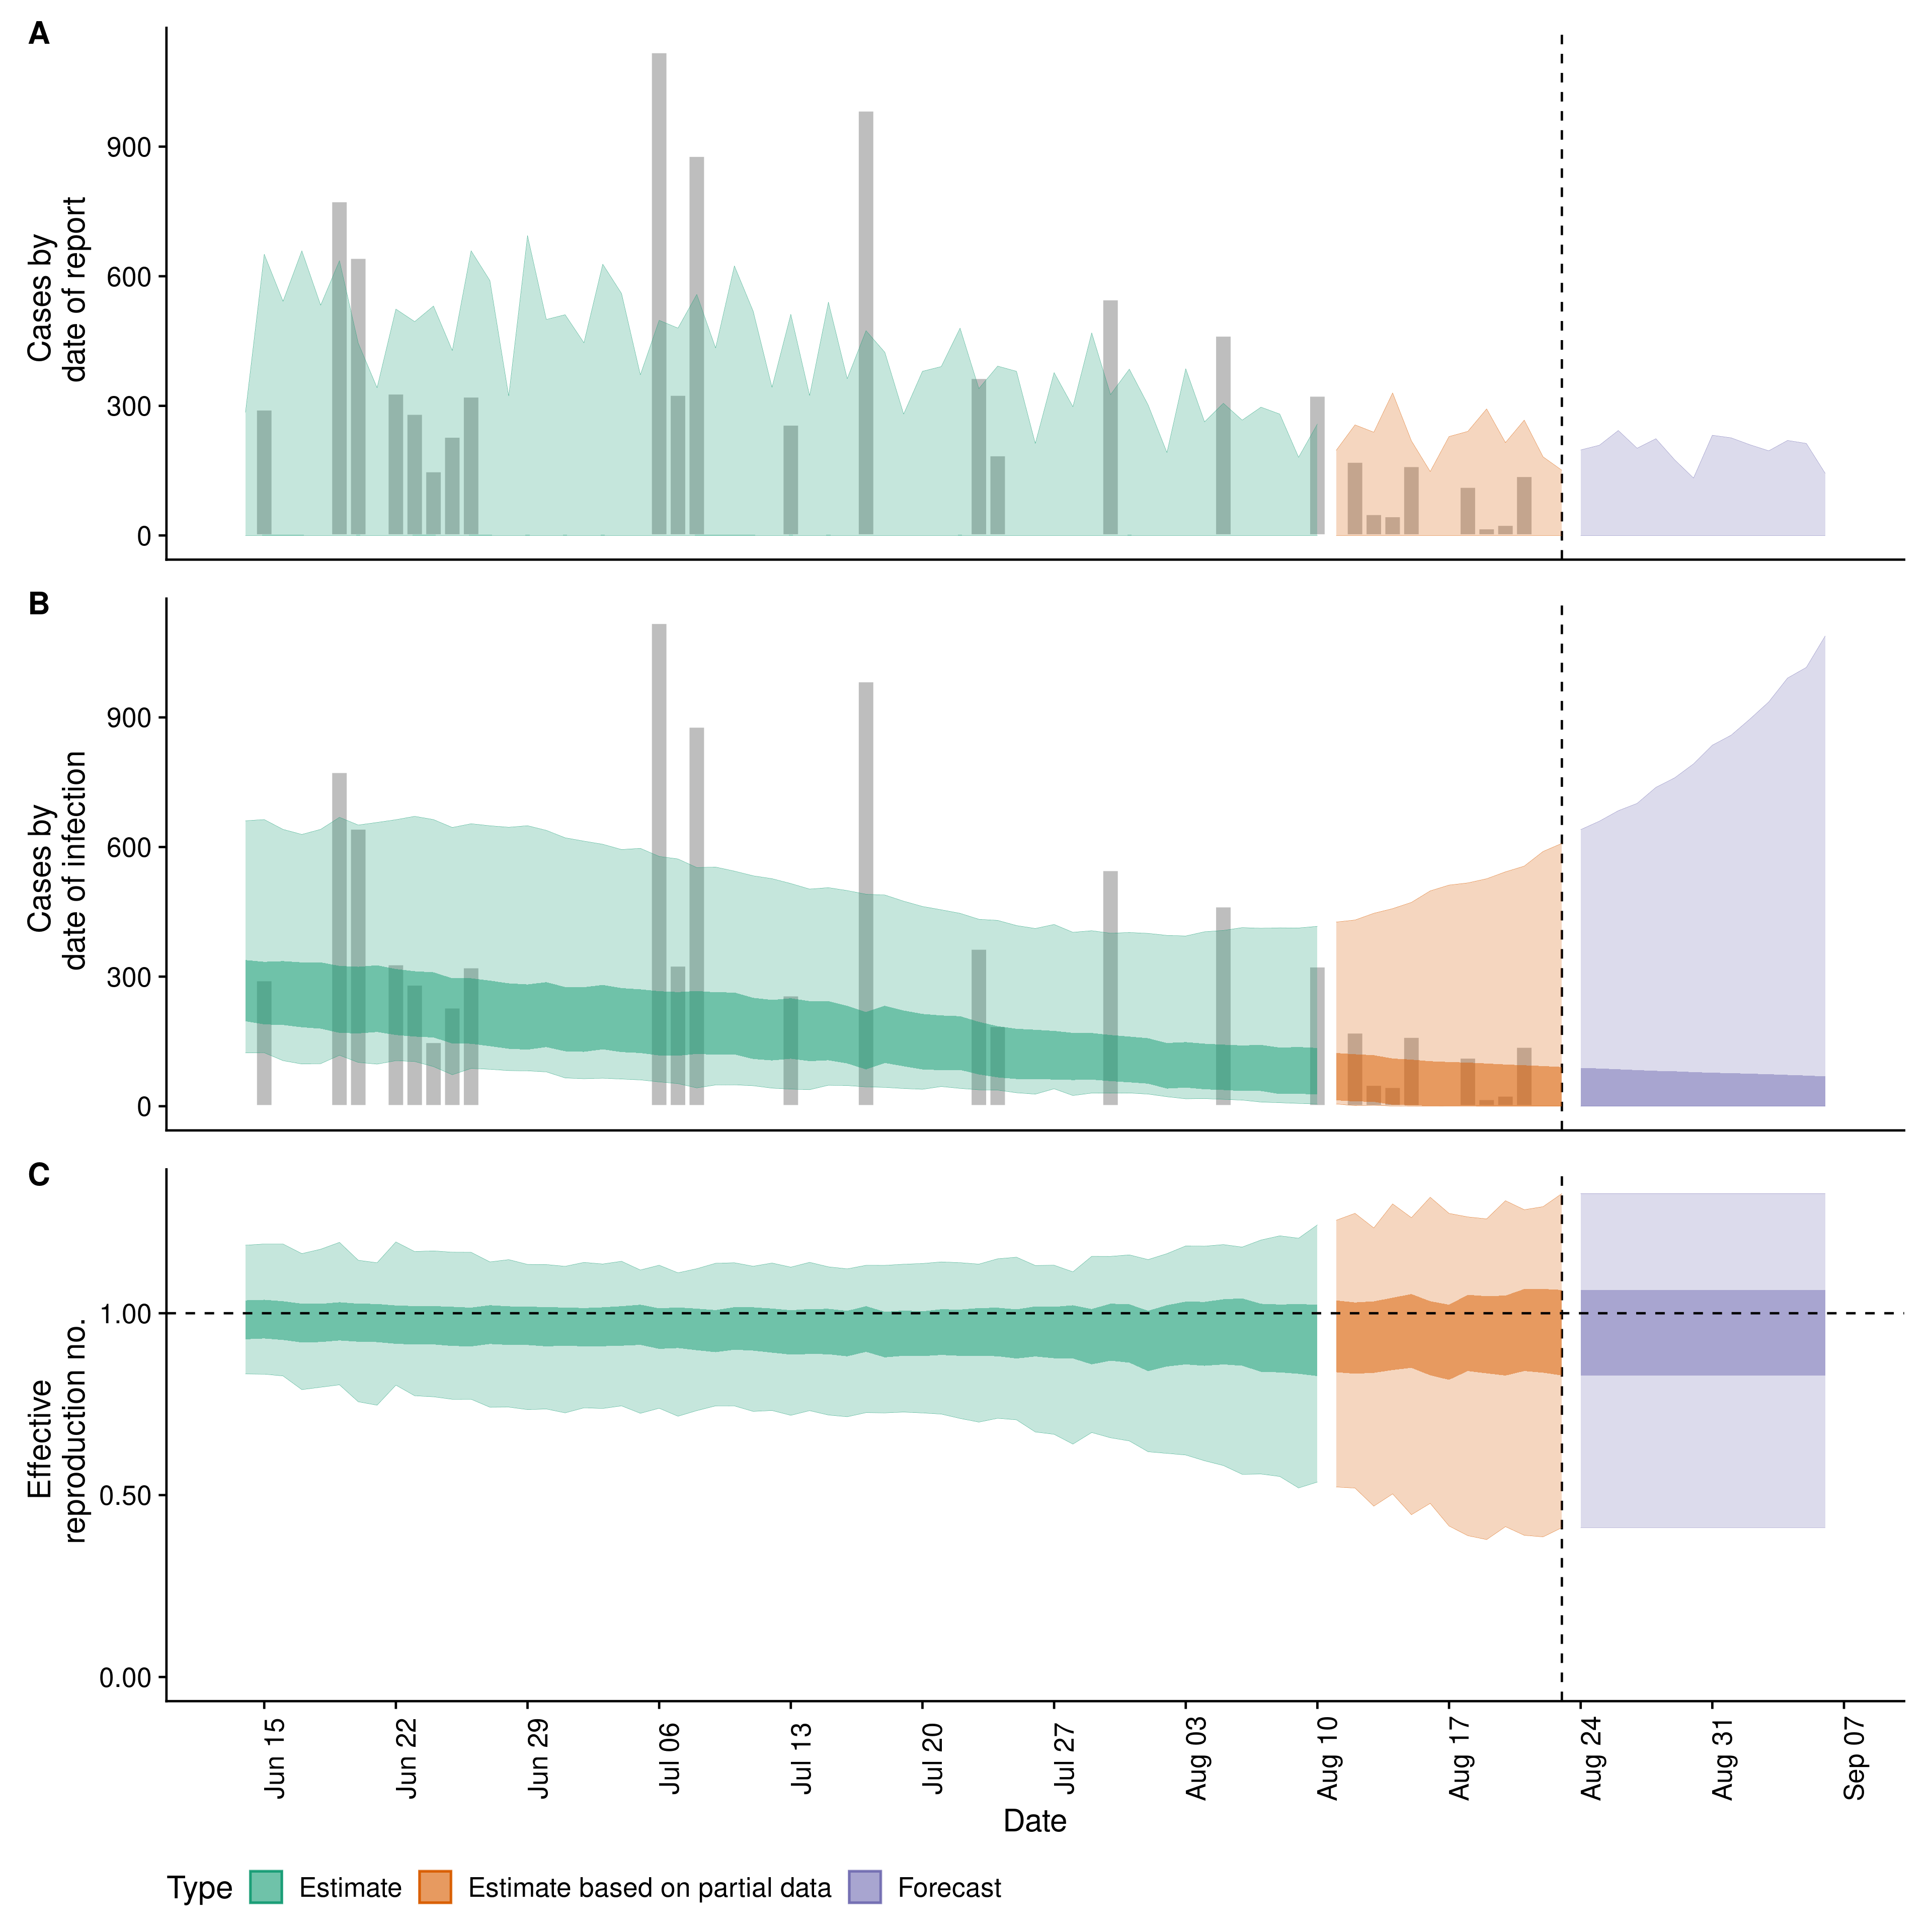 A
Cases by
date of report
900
600
300
0
B
Cases by
date of infection
900
600
300
0
C
Effective
reproduction no.
1.00
0.50
0.00
Jun 15
Jun 22
Jun 29
Jul 06
Jul 13
Jul 20
Jul 27
Aug 03
Aug 10
Aug 17
Aug 24
Aug 31
Sep 07
Date
Type Estimate Estimate based on partial data Forecast